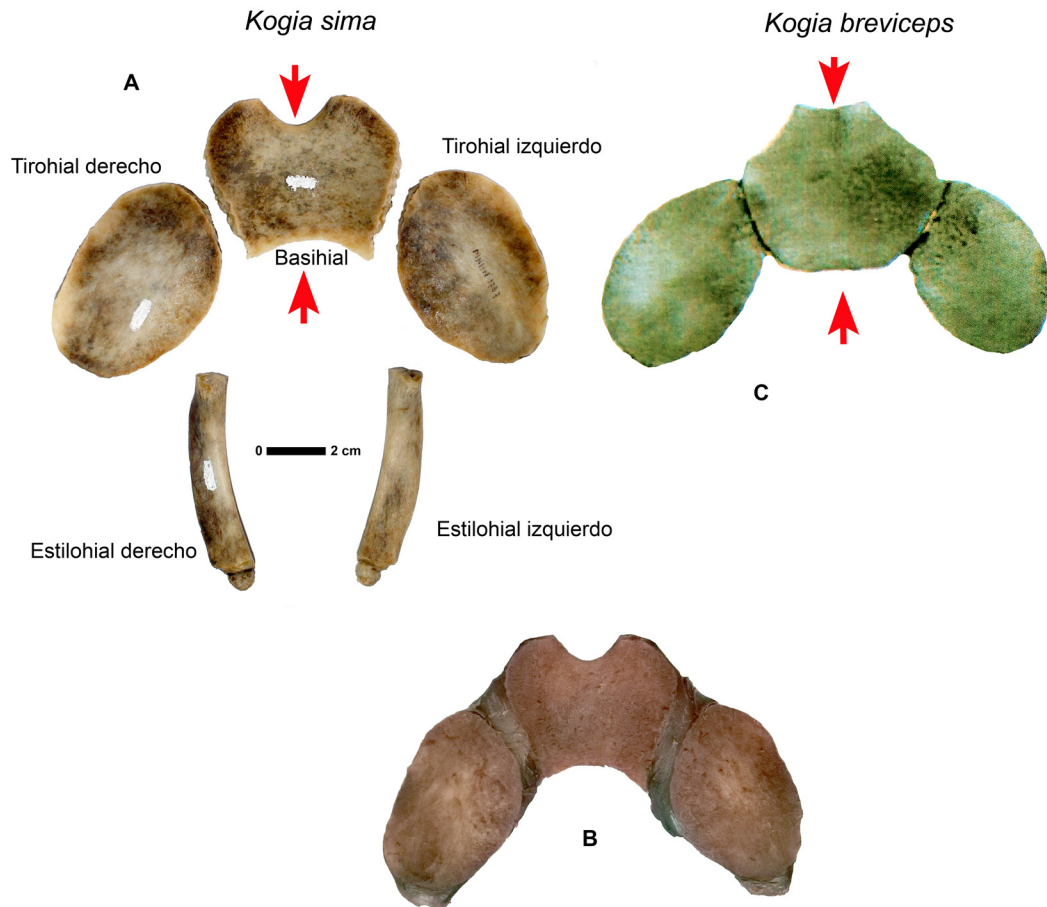 Kogia sima
Kogia breviceps
A
Tirohial derecho
Tirohial izquierdo
Basihial
C
0 2 cm
Estilohial derecho
Estilohial izquierdo
B